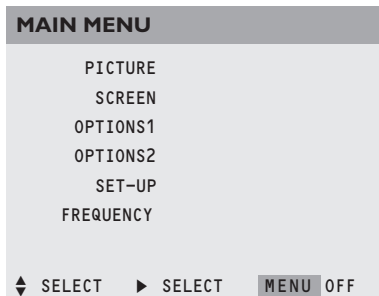 MAIN MENU
PICTURE
SCREEN
OPTIONS1
OPTIONS2
SET-UP
FREQUENCY
SELECT SELECT MENU OFF